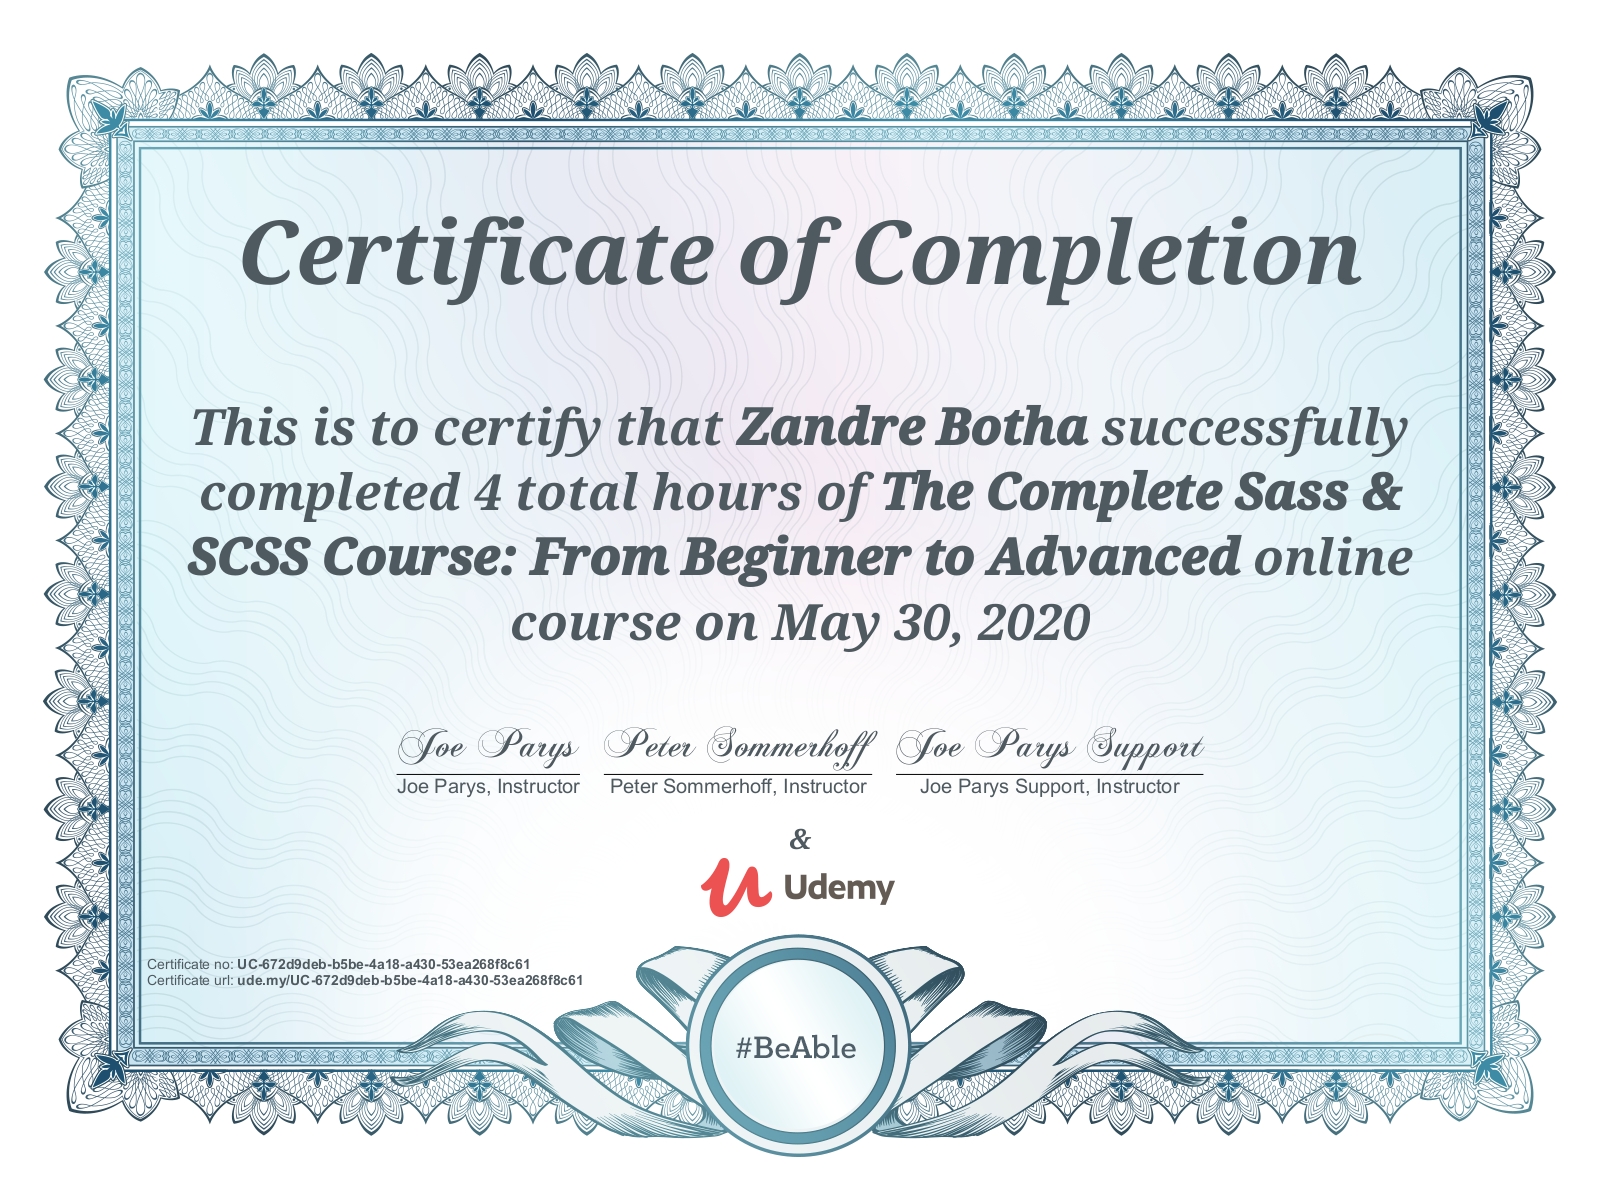 Certificate of Completion
This is to certify that Zandre Botha successfully
completed 4 total hours of The Complete Sass &
SCSS Course: From Beginner to Advanced online
course on May 30, 2020
Joe Parys Peter Sommerhoff Joe Parys Support
Joe Parys, Instructor Peter Sommerhoff, Instructor Joe Parys Support, Instructor
&
Udemy
Certificate no: UC-672d9deb-b5be-4a18-a430-53ea268f8c61
Certificate url: ude.my/UC-672d9deb-b5be-4a18-a430-53ea268f8c61
#BeAble